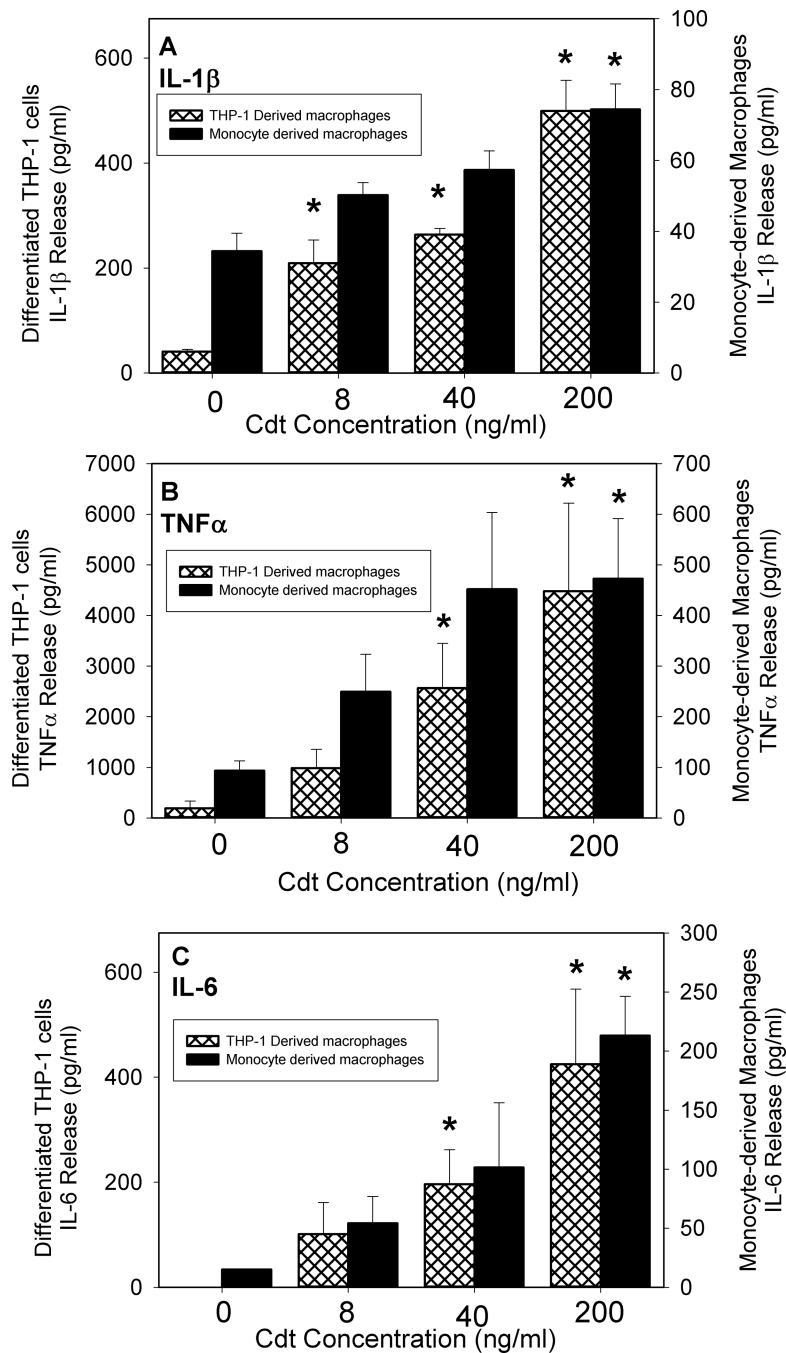 A
IL-1β
THP-1 Derived macrophages
Monocyte derived macrophages
Differentiated THP-1 cells
IL-1β Release (pg/ml)
600
400
200
0
100
80
60
40
20
0
Monocyte-derived Macrophages
IL-1β Release (pg/ml)
* * * *
0 8 40 200
Cdt Concentration (ng/ml)
B
TNFα
THP-1 Derived macrophages
Monocyte derived macrophages
Differentiated THP-1 cells
TNFα Release (pg/ml)
7000
6000
5000
4000
3000
2000
1000
0
700
600
500
400
300
200
100
0
Monocyte-derived Macrophages
TNFα Release (pg/ml)
* * *
0 8 40 200
Cdt Concentration (ng/ml)
C
IL-6
THP-1 Derived macrophages
Monocyte derived macrophages
Differentiated THP-1 cells
IL-6 Release (pg/ml)
600
400
200
0
300
250
200
150
100
50
0
Monocyte-derived Macrophages
IL-6 Release (pg/ml)
* * *
0 8 40 200
Cdt Concentration (ng/ml)